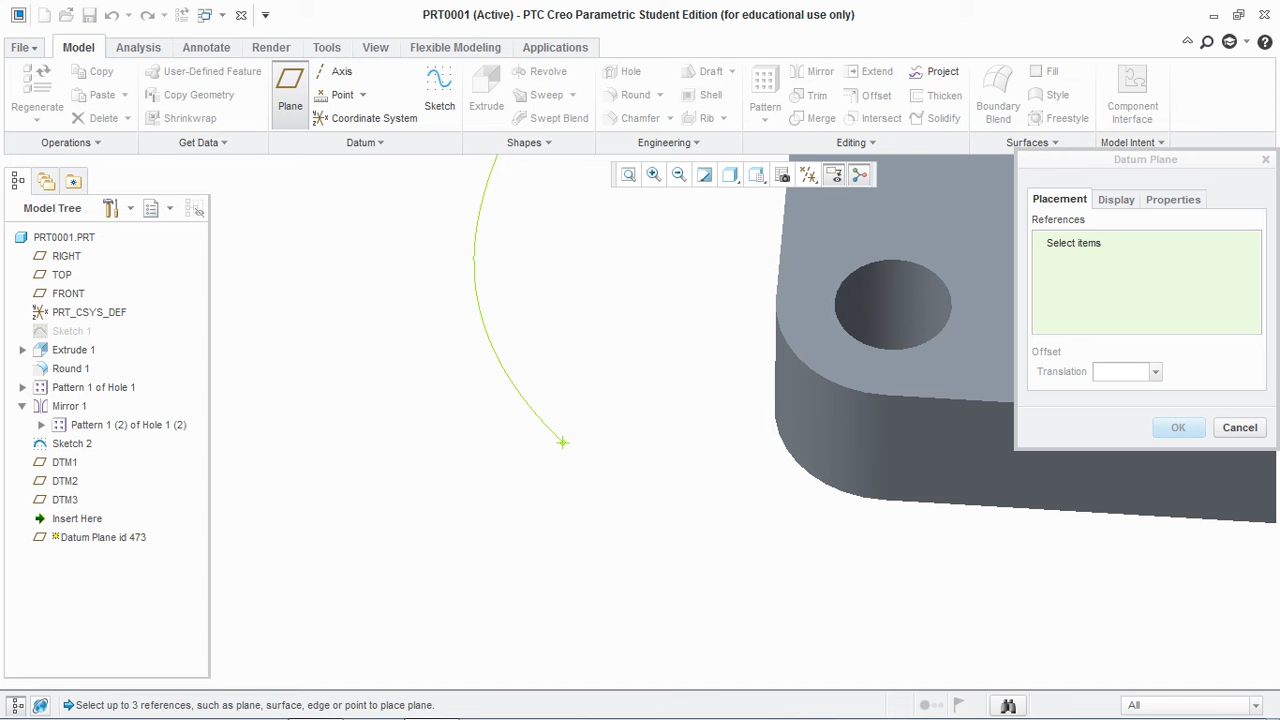 PRT0001 (Active) - PTC Creo Parametric Student Edition (for educational use only)
File Model Analysis Annotate Render Tools View Flexible Modeling Applications
Regenerate
Copy
Paste
Delete
Operations
User-Defined Feature
Copy Geometry
Shrinkwrap
Get Data
Plane
Axis
Point
Coordinate System
Sketch
Datum
Extrude
Revolve
Sweep
Swept Blend
Shapes
Hole
Round
Chamfer
Draft
Shell
Rib
Engineering
Pattern
Mirror
Trim
Merge
Extend
Offset
Intersect
Project
Thicken
Solidify
Editing
Boundary
Blend
Fill
Style
Freestyle
Surfaces
Component
Interface
Model Intent
Model Tree
PRT0001.PRT
RIGHT
TOP
FRONT
PRT_CSYS_DEF
Sketch 1
Extrude 1
Round 1
Pattern 1 of Hole 1
Mirror 1
Pattern 1 (2) of Hole 1 (2)
Sketch 2
DTM1
DTM2
DTM3
Insert Here
Datum Plane id 473
Datum Plane
Placement Display Properties
References
Select items
Offset
Translation
OK Cancel
Select up to 3 references, such as plane, surface, edge or point to place plane.
All